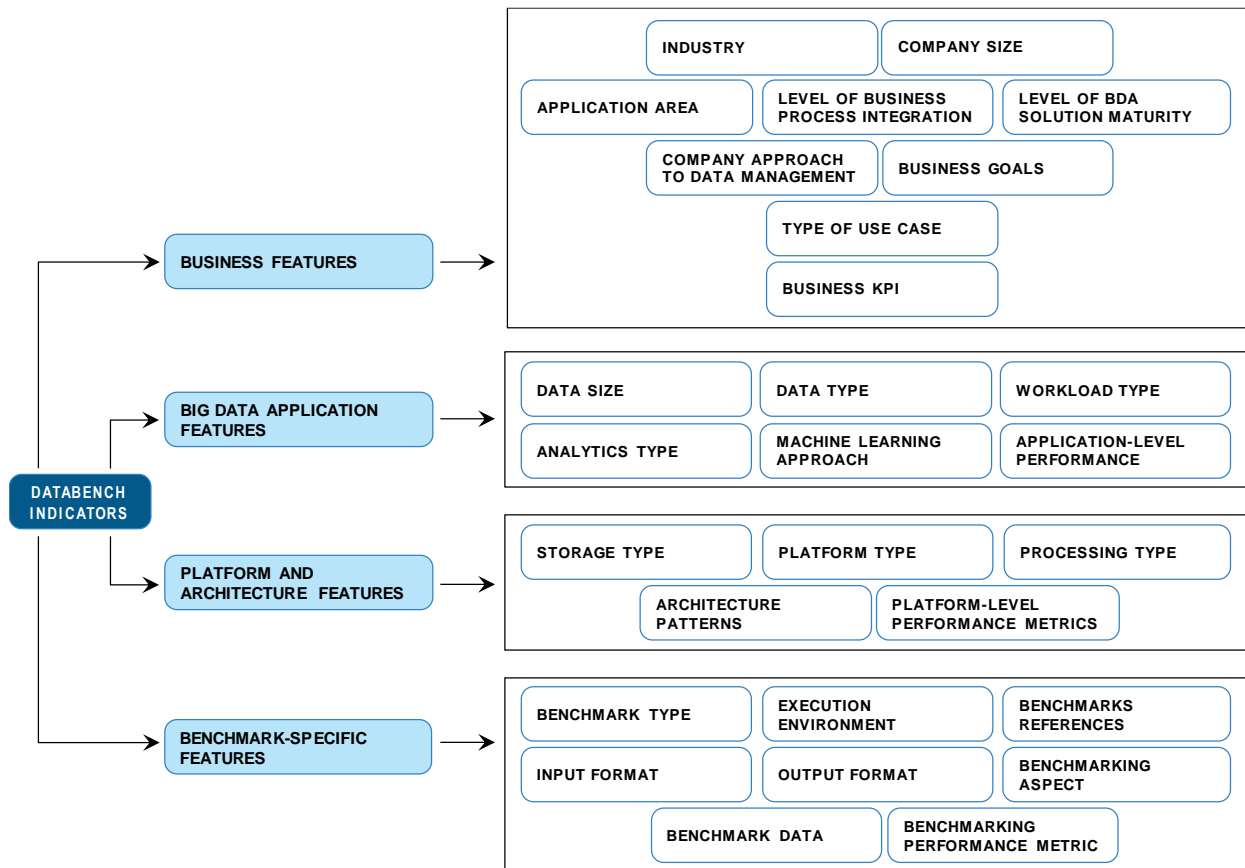 INDUSTRY
COMPANY SIZE
APPLICATION AREA
LEVEL OF BUSINESS
PROCESS INTEGRATION
LEVEL OF BDA
SOLUTION MATURITY
COMPANY APPROACH
TO DATA MANAGEMENT
BUSINESS GOALS
TYPE OF USE CASE
BUSINESS KPI
BUSINESS FEATURES
BIG DATA APPLICATION
FEATURES
DATA SIZE
DATA TYPE
WORKLOAD TYPE
ANALYTICS TYPE
MACHINE LEARNING
APPROACH
APPLICATION-LEVEL
PERFORMANCE
DATABENCH
INDICATORS
PLATFORM AND
ARCHITECTURE FEATURES
STORAGE TYPE
PLATFORM TYPE
PROCESSING TYPE
ARCHITECTURE
PATTERNS
PLATFORM-LEVEL
PERFORMANCE METRICS
BENCHMARK-SPECIFIC
FEATURES
BENCHMARK TYPE
EXECUTION
ENVIRONMENT
BENCHMARKS
REFERENCES
INPUT FORMAT
OUTPUT FORMAT
BENCHMARKING
ASPECT
BENCHMARK DATA
BENCHMARKING
PERFORMANCE METRIC